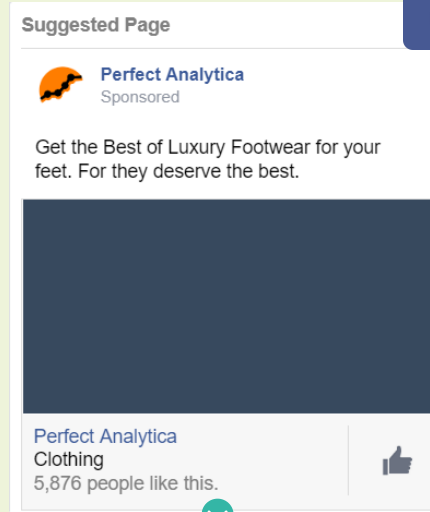 Suggested Page
Perfect Analytica
Sponsored
Get the Best of Luxury Footwear for your
feet. For they deserve the best.
Perfect Analytica
Clothing
5,876 people like this.